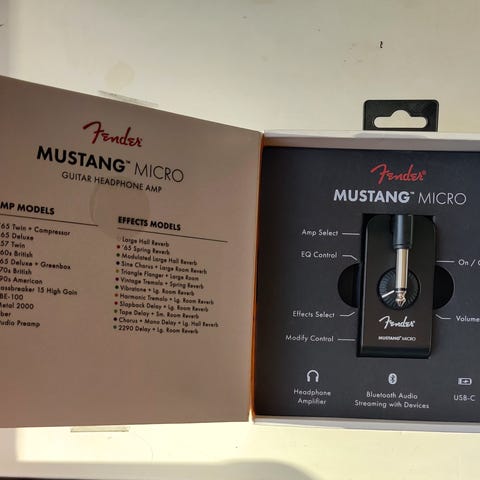 Fender
MUSTANG™ MICRO
GUITAR HEADPHONE AMP
AMP MODELS
'65 Twin + Compressor
'65 Deluxe
'57 Twin
60s British
'65 Deluxe + Greenbox
70s British
90s American
Bassbreaker 15 High Gain
BE-100
Metal 2000
Studio Preamp
EFFECTS MODELS
Large Hall Reverb
'65 Spring Reverb
Modulated Large Hall Reverb
Sine Chorus + Large Room Reverb
Triangle Flanger + Large Room
Vintage Tremolo + Spring Reverb
Vibratone + Lg. Room Reverb
Harmonic Tremolo + Lg. Room Reverb
Slapback Delay + Lg. Room Reverb
Tape Delay + Sm. Room Reverb
Chorus + Mono Delay + Lg. Hall Reverb
2290 Delay + Lg. Room Reverb
Fender
MUSTANG™ MICRO
Amp Select
EQ Control
On / O
Effects Select
Volume
Modify Control
Fender
MUSTANG™ MICRO
Headphone
Amplifier
Bluetooth Audio
Streaming with Devices
USB-C